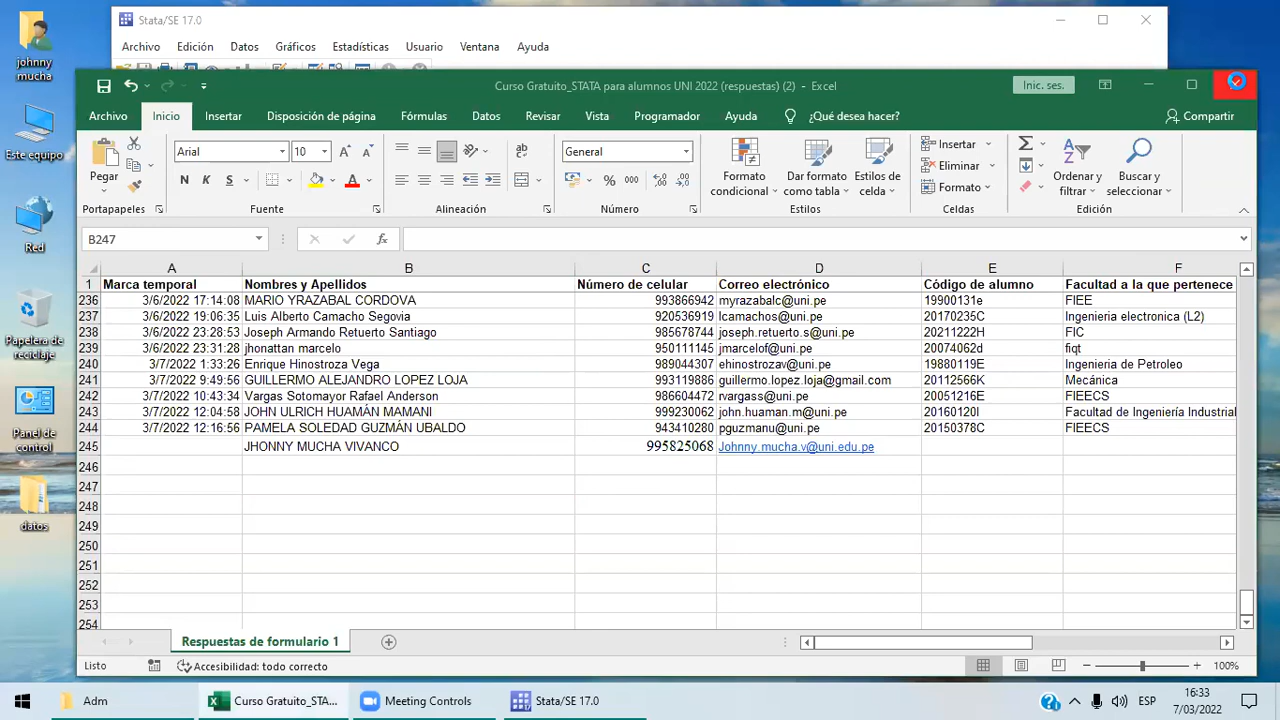 johnny mucha
Este equipo
Red
Papelera de reciclaje
Panel de control
datos
Stata/SE 17.0
Archivo Edición Datos Gráficos Estadísticas Usuario Ventana Ayuda
Curso Gratuito_STATA para alumnos UNI 2022 (respuestas) (2) - Excel
Inic. ses.
Archivo Inicio Insertar Disposición de página Fórmulas Datos Revisar Vista Programador Ayuda ¿Qué desea hacer? Compartir
Pegar
Portapapeles
Arial 10
N K S
Fuente
ab
Alineación
General
% 000
Número
Formato condicional
Dar formato como tabla
Estilos de celda
Estilos
Insertar
Eliminar
Formato
Celdas
Ordenar y filtrar
Buscar y seleccionar
Edición
B247 fx
A B C D E F
1 Marca temporal Nombres y Apellidos Número de celular Correo electrónico Código de alumno Facultad a la que pertenece
236 3/6/2022 17:14:08 MARIO YRAZABAL CORDOVA 993866942 myrazabalc@uni.pe 19900131e FIEE
237 3/6/2022 19:06:35 Luis Alberto Camacho Segovia 920536919 lcamachos@uni.pe 20170235C Ingenieria electronica (L2)
238 3/6/2022 23:28:53 Joseph Armando Retuerto Santiago 985678744 joseph.retuerto.s@uni.pe 20211222H FIC
239 3/6/2022 23:31:28 jhonattan marcelo 950111145 jmarcelof@uni.pe 20074062d fiqt
240 3/7/2022 1:33:26 Enrique Hinostroza Vega 989044307 ehinostrozav@uni.pe 19880119E Ingenieria de Petroleo
241 3/7/2022 9:49:56 GUILLERMO ALEJANDRO LOPEZ LOJA 993119886 guillermo.lopez.loja@gmail.com 20112566K Mecánica
242 3/7/2022 10:43:34 Vargas Sotomayor Rafael Anderson 986604472 rvargass@uni.pe 20051216E FIEECS
243 3/7/2022 12:04:58 JOHN ULRICH HUAMÁN MAMANI 999230062 john.huaman.m@uni.pe 20160120I Facultad de Ingeniería Industrial
244 3/7/2022 12:16:56 PAMELA SOLEDAD GUZMÁN UBALDO 943410280 pguzmanu@uni.pe 20150378C FIEECS
245 JHONNY MUCHA VIVANCO 995825068 Johnny.mucha.v@uni.edu.pe
246
247
248
249
250
251
252
253
254
Respuestas de formulario 1
Listo Accesibilidad: todo correcto 100%
Adm Curso Gratuito_STA... Meeting Controls Stata/SE 17.0 ESP 16:33
7/03/2022